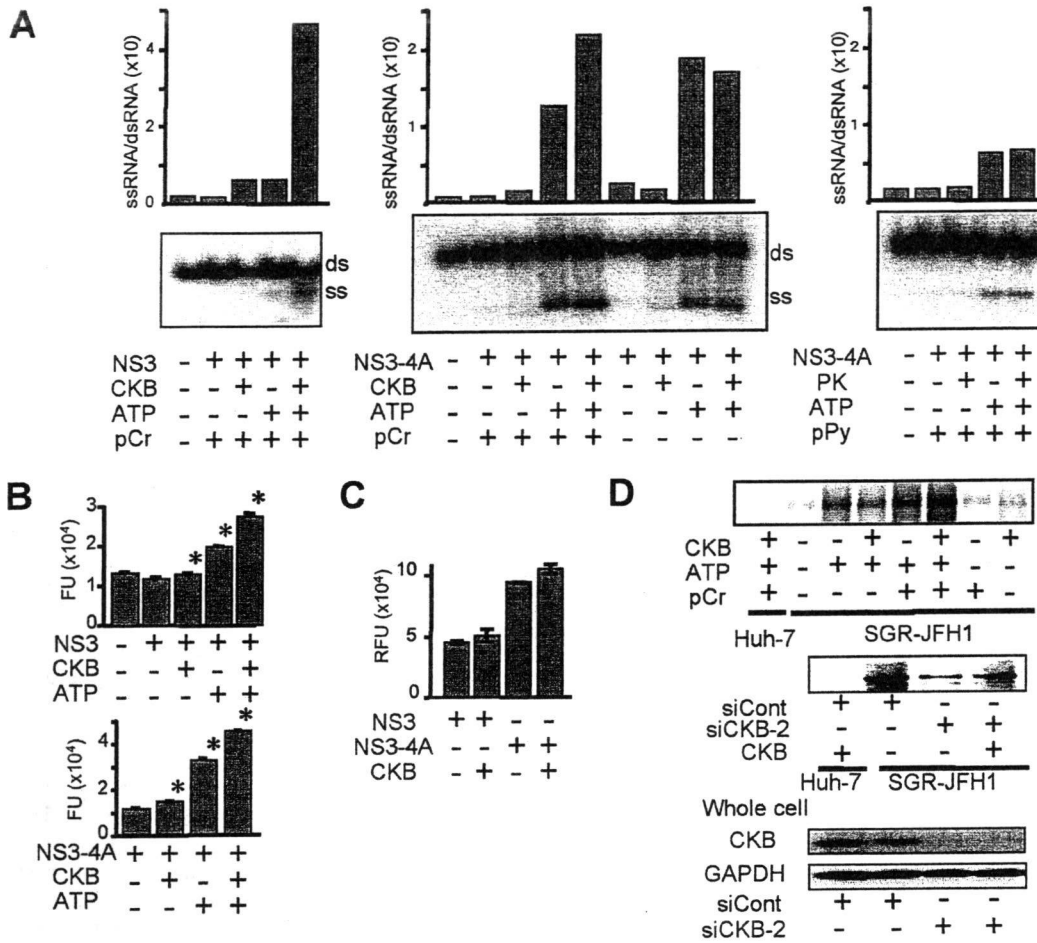 A
ssRNA/dsRNA (x10)
4
2
0
ds
ss
NS3 - + + + +
CKB - - + - +
ATP - - - + +
pCr - + + + +
ssRNA/dsRNA (x10)
2
1
ds
ss
NS3-4A - + + + + + + + +
CKB - - + - + - + - +
ATP - - - + + - - + +
pCr - + + + + - - - -
ssRNA/dsRNA (x10)
2
1
0
NS3-4A - + + + +
PK - - + - +
ATP - - - + +
pPy - + + + +
B
FU (x10⁴)
3
2
1
0
* * *
NS3 - + + + +
CKB - - + - +
ATP - - - + +
FU (x10⁴)
4
2
0
* * *
NS3-4A + + + +
CKB - + - +
ATP - - + +
C
RFU (x10⁴)
10
5
0
NS3 + + - -
NS3-4A - - + +
CKB - + - +
D
CKB + - - + - + - +
ATP + - + + + + - -
pCr + - - - + + + -
Huh-7 SGR-JFH1
siCont + + - -
siCKB-2 - - + +
CKB + - - +
Huh-7 SGR-JFH1
Whole cell
CKB
GAPDH
siCont + + - -
siCKB-2 - - + +